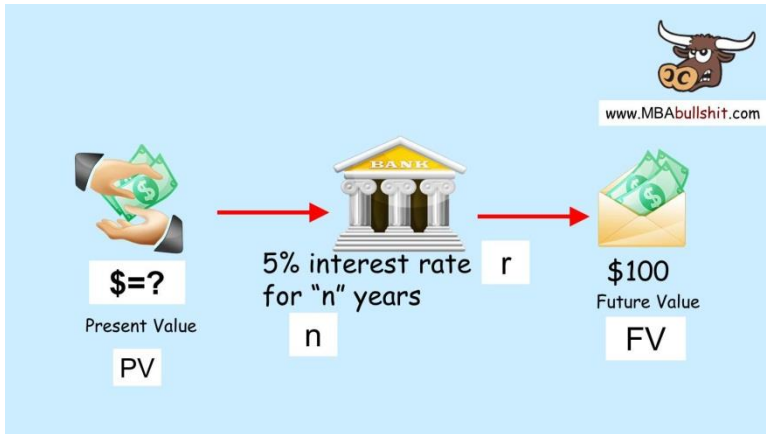 www.MBAbullshit.com
BANK
$=?
Present Value
PV
5% interest rate
for "n" years
r
n
$100
Future Value
FV